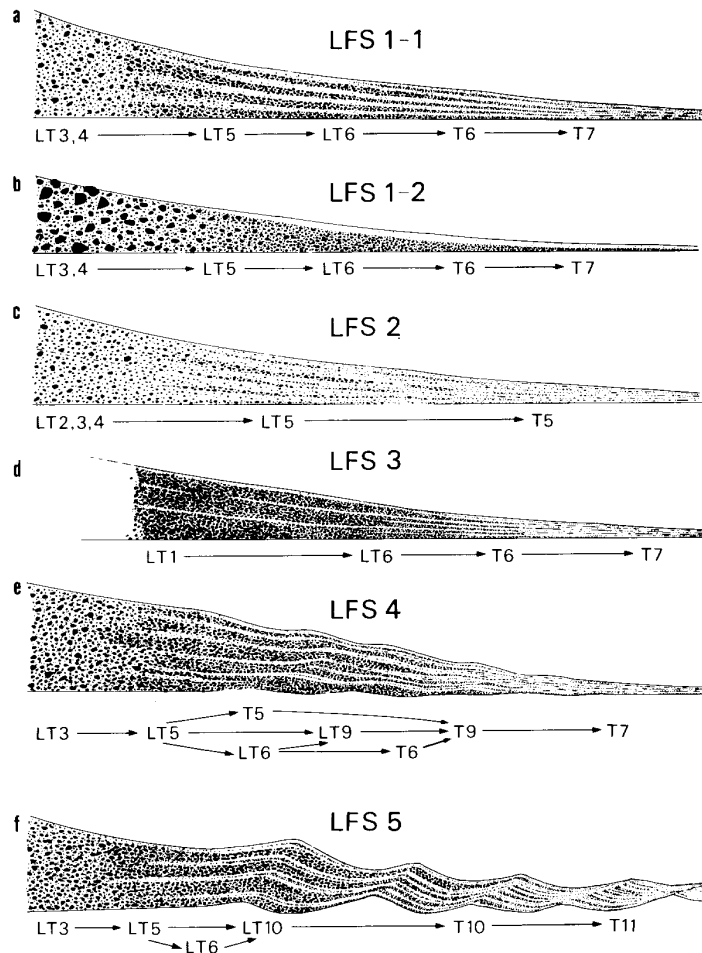 a
LFS 1-1
LT3,4 → LT5 → LT6 → T6 → T7
b
LFS 1-2
LT3,4 → LT5 → LT6 → T6 → T7
c
LFS 2
LT2,3,4 → LT5 → T5
d
LFS 3
LT1 → LT6 → T6 → T7
e
LFS 4
T5
LT3 → LT5 → LT9 → T9 → T7
LT6 → T6
f
LFS 5
LT3 → LT5 → LT10 → T10 → T11
LT6